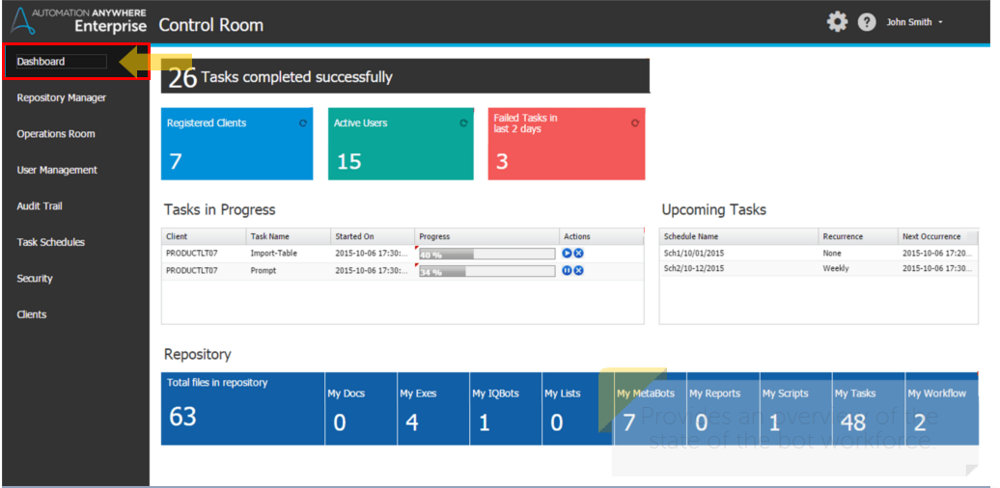 AUTOMATION ANYWHERE
Enterprise
Control Room
John Smith
Dashboard
Repository Manager
Operations Room
User Management
Audit Trail
Task Schedules
Security
Clients
26 Tasks completed successfully
Registered Clients
7
Active Users
15
Failed Tasks in
last 2 days
3
Tasks in Progress
Client Task Name Started On Progress Actions
PRODUCTLT07 Import-Table 2015-10-06 17:30:... 40 %
PRODUCTLT07 Prompt 2015-10-06 17:30:... 34 %
Upcoming Tasks
Schedule Name Recurrence Next Occurrence
Sch1/10/01/2015 None 2015-10-06 17:20...
Sch2/10-12/2015 Weekly 2015-10-06 17:30...
Repository
Total files in repository
63
My Docs
0
My Exes
4
My IQBots
1
My Lists
0
My MetaBots
7
My Reports
0
My Scripts
1
My Tasks
48
My Workflow
2
Provides an overview of the
state of the bot workforce.